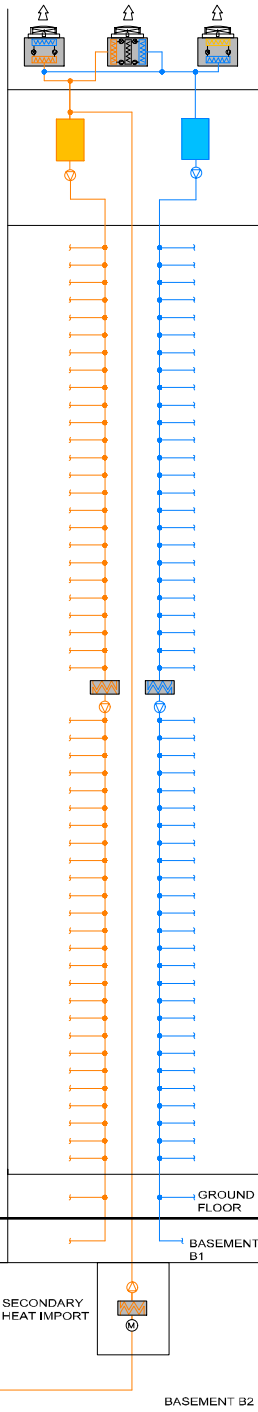 GROUND
FLOOR
BASEMENT
B1
SECONDARY
HEAT IMPORT
M
BASEMENT B2